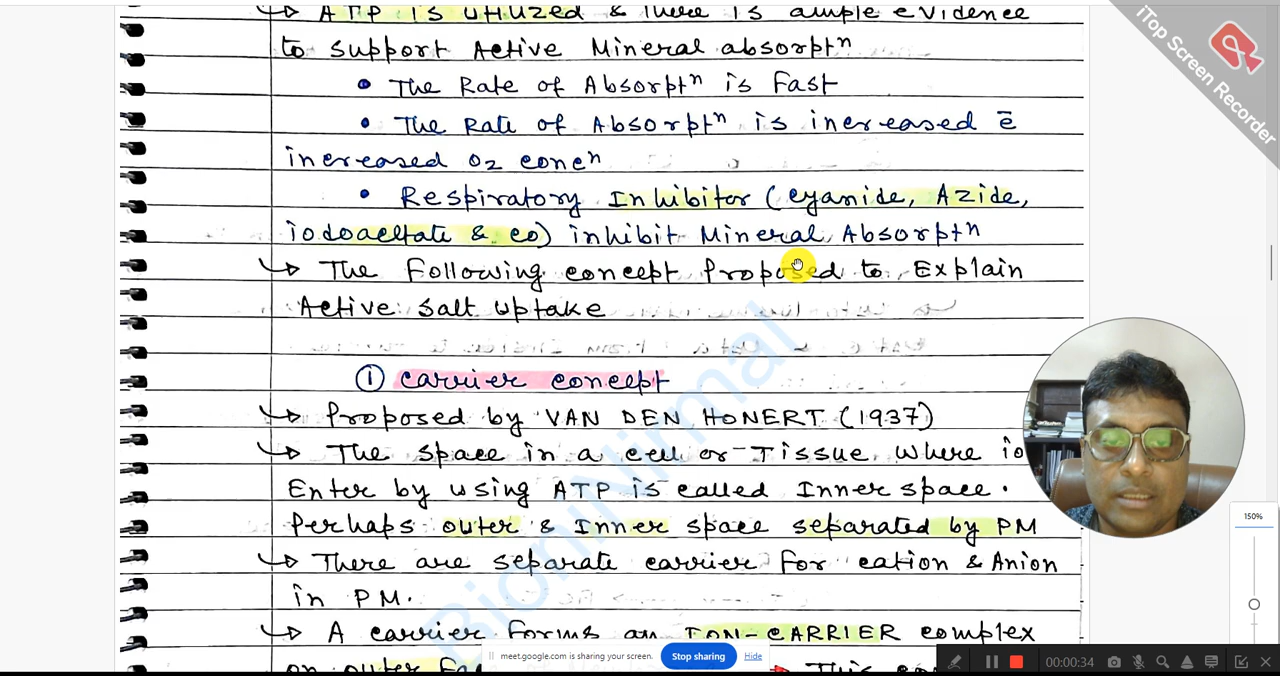 ↳ ATP is utilized & there is ample evidence
to support Active Mineral absorptⁿ
• The Rate of Absorptⁿ is Fast
• The Rate of Absorptⁿ is increased c̄
increased O2 concⁿ
• Respiratory Inhibitor (cyanide, Azide,
iodoacetate & co) inhibit Mineral Absorptⁿ
↳ The Following concept Proposed to Explain
Active salt uptake
① carrier concept
↳ Proposed by VAN DEN HONERT (1937)
↳ The space in a cell or Tissue where io
Enter by using ATP is called Inner space.
Perhaps outer & Inner space separated by PM
↳ There are separate carrier For cation & Anion
in PM.
↳ A carrier Forms an ION-CARRIER complex
on outer
BioNirmal
iTop Screen Recorder
150%
meet.google.com is sharing your screen. Stop sharing Hide
00:00:34